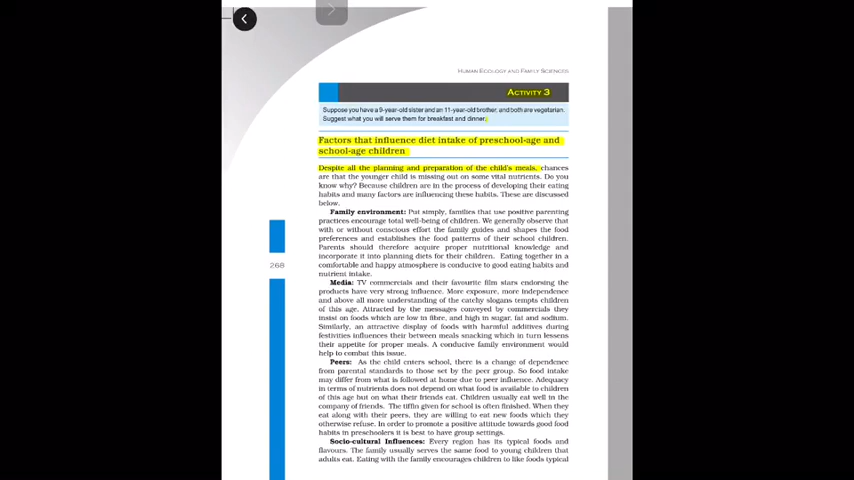 HUMAN ECOLOGY AND FAMILY SCIENCES
ACTIVITY 3
Suppose you have a 9-year-old sister and an 11-year-old brother, and both are vegetarian.
Suggest what you will serve them for breakfast and dinner.
Factors that influence diet intake of preschool-age and
school-age children
Despite all the planning and preparation of the child's meals, chances
are that the younger child is missing out on some vital nutrients. Do you
know why? Because children are in the process of developing their eating
habits and many factors are influencing these habits. These are discussed
below.
Family environment: Put simply, families that use positive parenting
practices encourage total well-being of children. We generally observe that
with or without conscious effort the family guides and shapes the food
preferences and establishes the food patterns of their school children.
Parents should therefore acquire proper nutritional knowledge and
incorporate it into planning diets for their children. Eating together in a
comfortable and happy atmosphere is conducive to good eating habits and
nutrient intake.
268
Media: TV commercials and their favourite film stars endorsing the
products have very strong influence. More exposure, more independence
and above all more understanding of the catchy slogans tempts children
of this age. Attracted by the messages conveyed by commercials they
insist on foods which are low in fibre, and high in sugar, fat and sodium.
Similarly, an attractive display of foods with harmful additives during
festivities influences their between meals snacking which in turn lessens
their appetite for proper meals. A conducive family environment would
help to combat this issue.
Peers: As the child enters school, there is a change of dependence
from parental standards to those set by the peer group. So food intake
may differ from what is followed at home due to peer influence. Adequacy
in terms of nutrients does not depend on what food is available to children
of this age but on what their friends eat. Children usually eat well in the
company of friends. The tiffin given for school is often finished. When they
eat along with their peers, they are willing to eat new foods which they
otherwise refuse. In order to promote a positive attitude towards good food
habits in preschoolers it is best to have group settings.
Socio-cultural Influences: Every region has its typical foods and
flavours. The family usually serves the same food to young children that
adults eat. Eating with the family encourages children to like foods typical